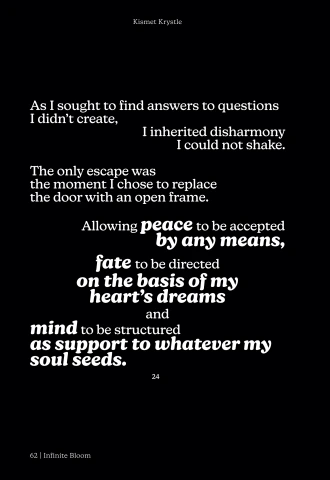 Kismet Krystle
As I sought to find answers to questions
I didn't create,
I inherited disharmony
I could not shake.
The only escape was
the moment I chose to replace
the door with an open frame.
Allowing peace to be accepted
by any means,
fate to be directed
on the basis of my
heart's dreams
and
mind to be structured
as support to whatever my
soul seeds.
24
62 | Infinite Bloom